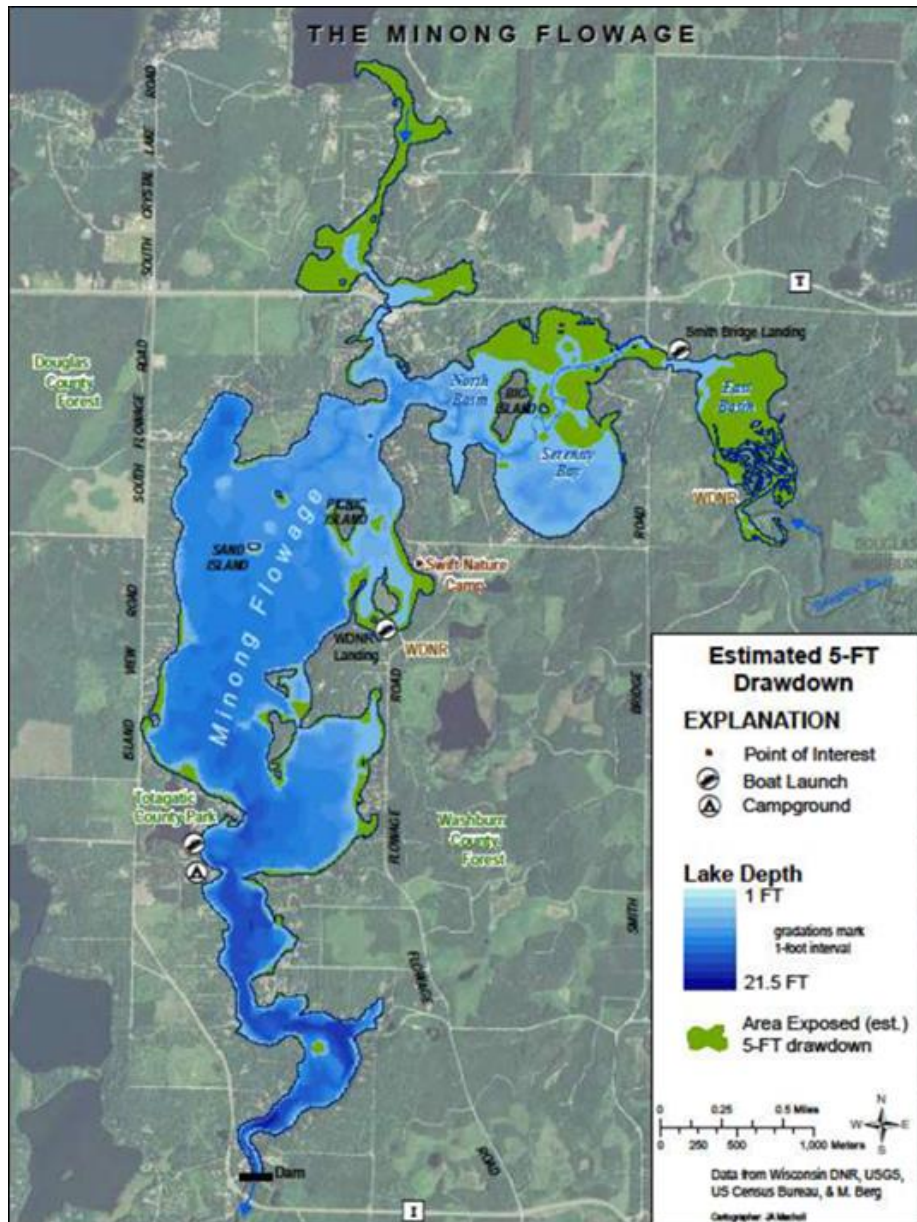 THE MINONG FLOWAGE
SOUTH CRYSTAL LAKE ROAD
T
Smith Bridge Landing
Douglas
County
Forest
SOUTH FLOWAGE ROAD
North
Basin
BIG
ISLAND
East
Basin
Serenity
Bay
WDNR
PICNIC
ISLAND
SAND
ISLAND
Minong Flowage
Swift Nature
Camp
WDNR
Landing
WDNR
DOUGLAS
WASHBURN
ISLAND VIEW ROAD
FLOWAGE ROAD
SMITH BRIDGE ROAD
Totagatic
County Park
Washburn
County
Forest
FLOWAGE
ROAD
Dam
I
Estimated 5-FT
Drawdown
EXPLANATION
Point of Interest
Boat Launch
Campground
Lake Depth
1 FT
gradations mark
1-foot interval
21.5 FT
Area Exposed (est.)
5-FT drawdown
0 0.25 0.5 Miles
0 250 500 1,000 Meters
N
W E
S
Data from Wisconsin DNR, USGS,
US Census Bureau, & M. Berg